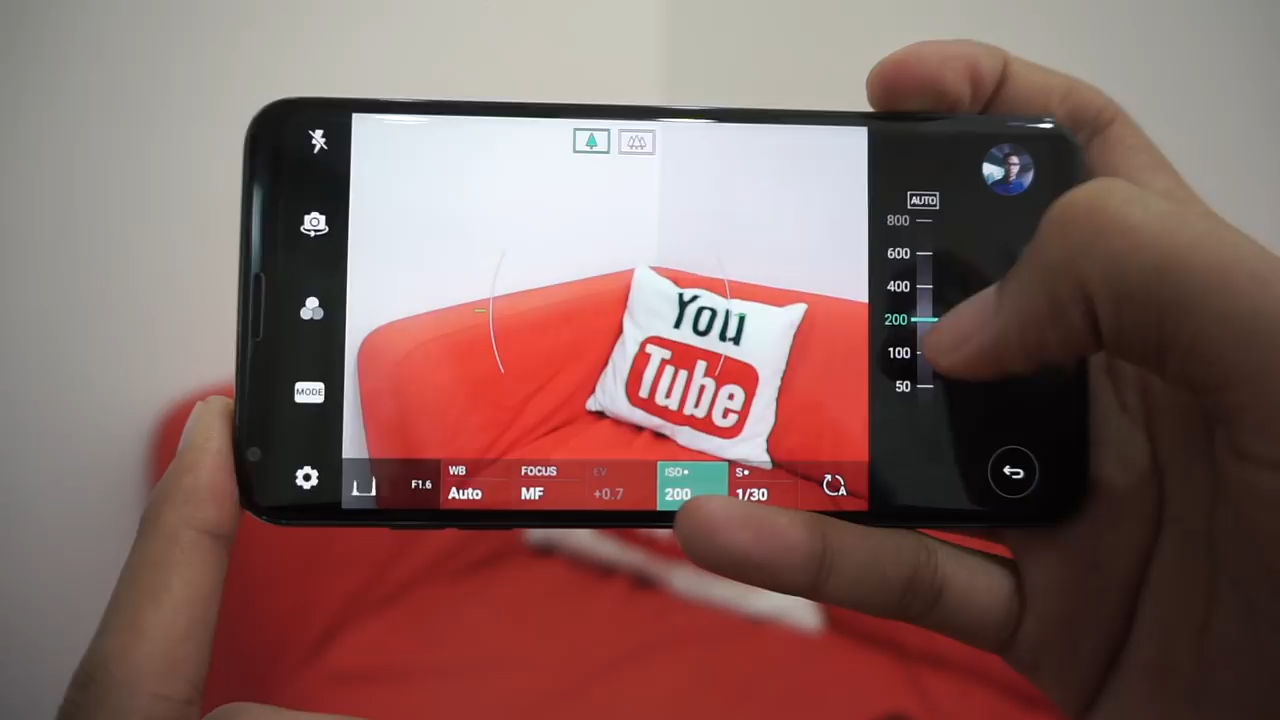 AUTO
800
600
400
200
100
50
MODE
You
Tube
F1.6
WB
Auto
FOCUS
MF
EV
+0.7
ISO•
200
S•
1/30
A